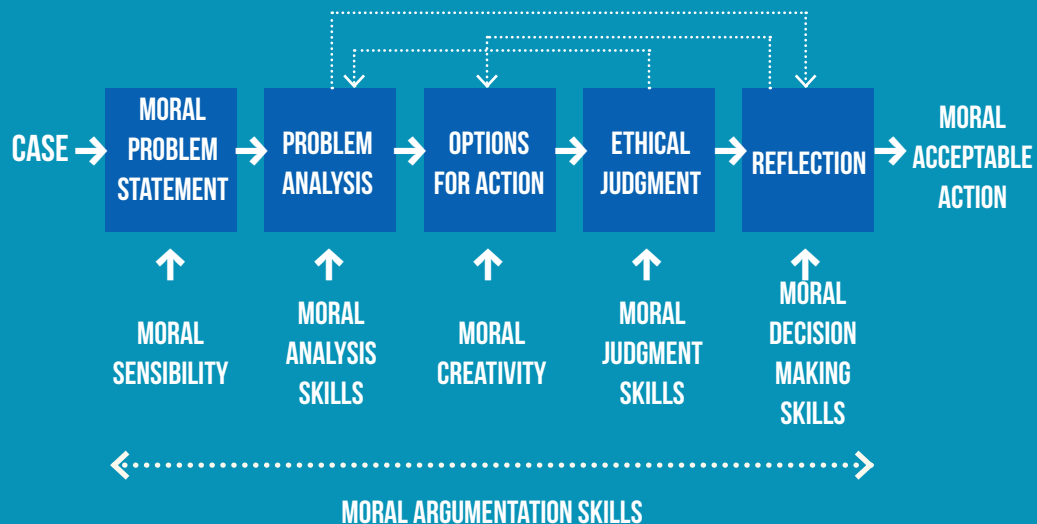 CASE
MORAL
PROBLEM
STATEMENT
PROBLEM
ANALYSIS
OPTIONS
FOR ACTION
ETHICAL
JUDGMENT
REFLECTION
MORAL
ACCEPTABLE
ACTION
MORAL
SENSIBILITY
MORAL
ANALYSIS
SKILLS
MORAL
CREATIVITY
MORAL
JUDGMENT
SKILLS
MORAL
DECISION
MAKING
SKILLS
MORAL ARGUMENTATION SKILLS